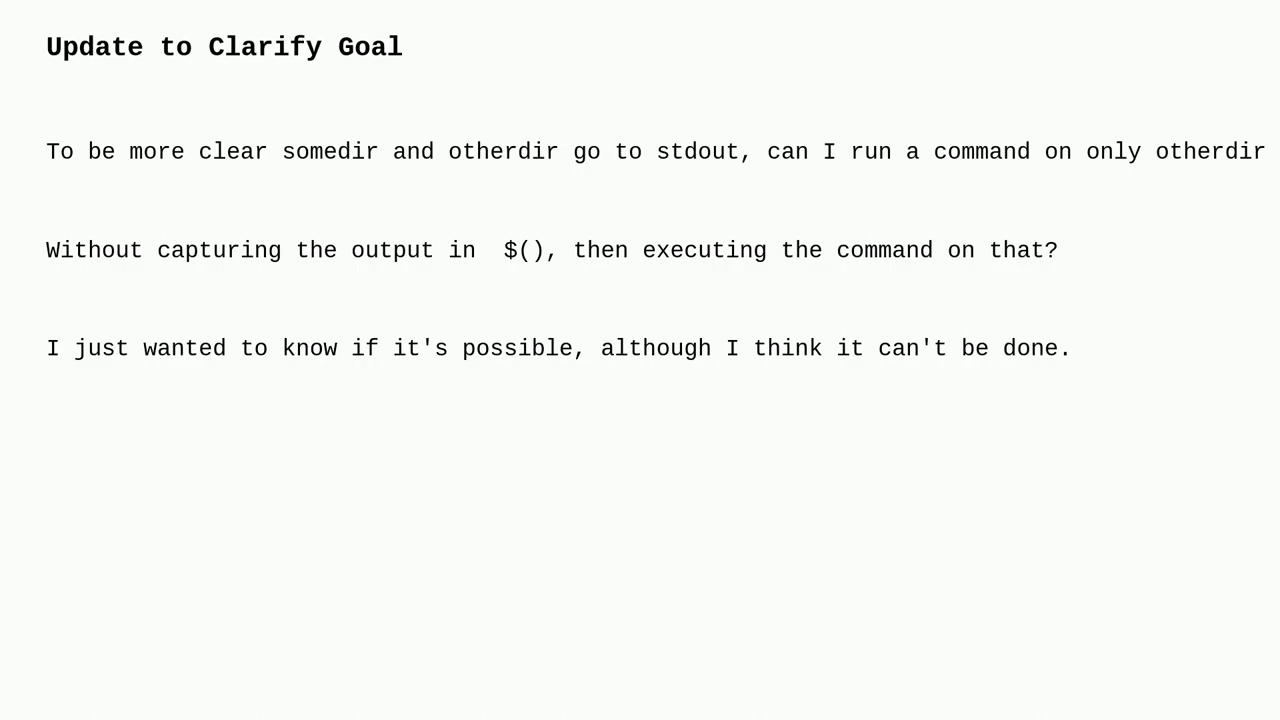 Update to Clarify Goal
To be more clear somedir and otherdir go to stdout, can I run a command on only otherdir
Without capturing the output in  $(), then executing the command on that?
I just wanted to know if it's possible, although I think it can't be done.